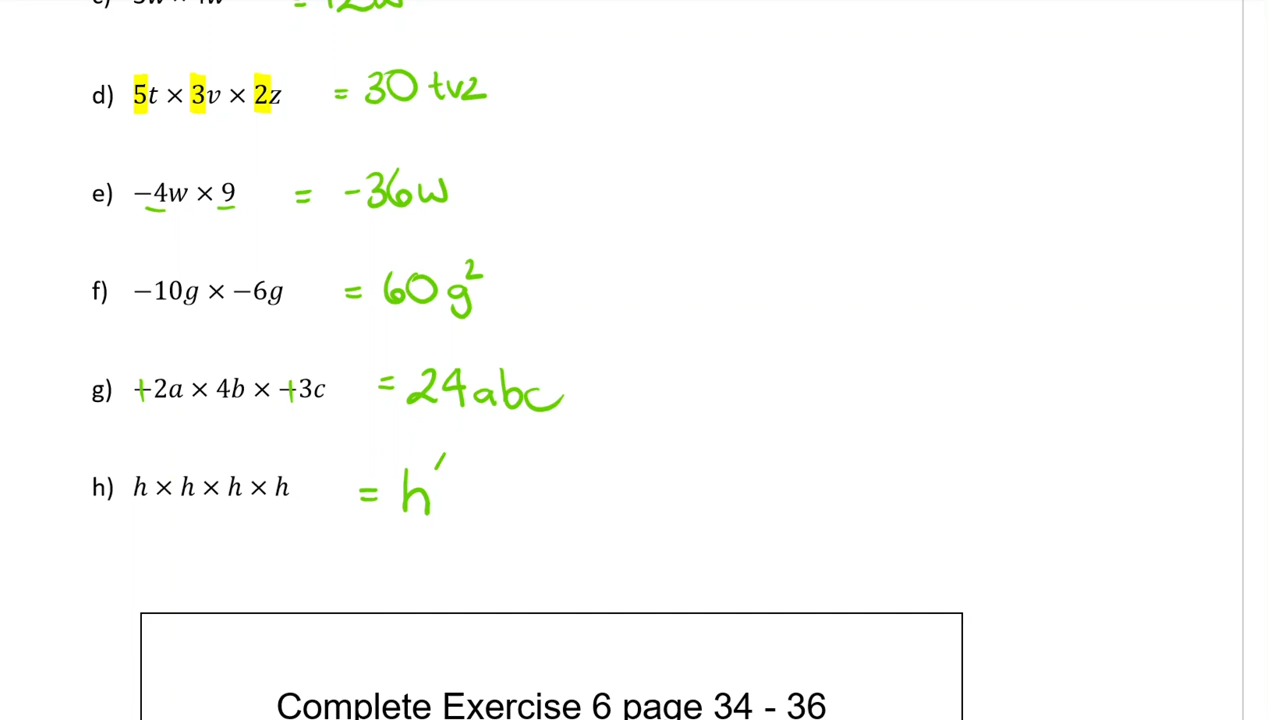 d) 5t × 3v × 2z = 30 tvz
e) −4w × 9 = -36w
f) −10g × −6g = 60g²
g) +2a × 4b × +3c = 24abc
h) h × h × h × h = h′
Complete Exercise 6 page 34 - 36